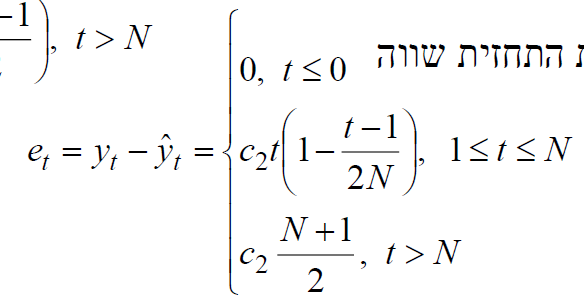 −1), t > N
ת התחזית שווה
0, t ≤ 0
e_t = y_t − ŷ_t = { c_2 t(1 − (t−1)/(2N)), 1 ≤ t ≤ N
c_2 (N+1)/2, t > N